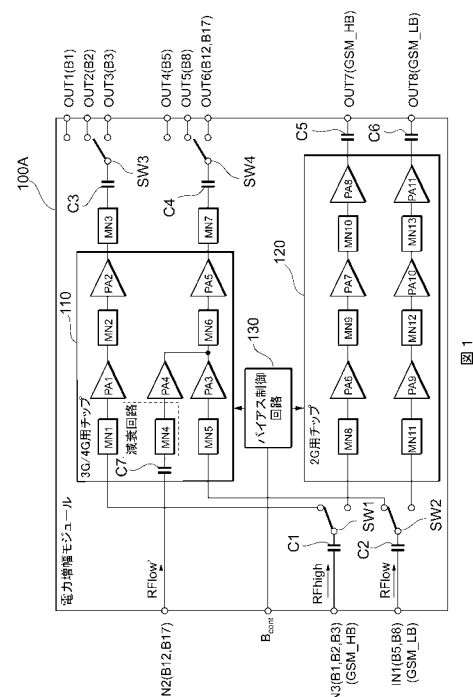 100A
電力増幅モジュール
110
3G/4G用チップ
MN1
PA1
MN2
PA2
MN3
C3
SW3
OUT1(B1)
OUT2(B2)
OUT3(B3)
減衰回路
C7
MN4
PA4
MN5
PA3
MN6
PA5
MN7
C4
SW4
OUT4(B5)
OUT5(B8)
OUT6(B12,B17)
RFlow'
N2(B12,B17)
130
バイアス制御
回路
Bcont
120
2G用チップ
MN8
PA6
MN9
PA7
MN10
PA8
C5
OUT7(GSM_HB)
MN11
PA9
MN12
PA10
MN13
PA11
C6
OUT8(GSM_LB)
SW1
C1
RFhigh
N3(B1,B2,B3)
(GSM_HB)
SW2
C2
RFlow
IN1(B5,B8)
(GSM_LB)
図1